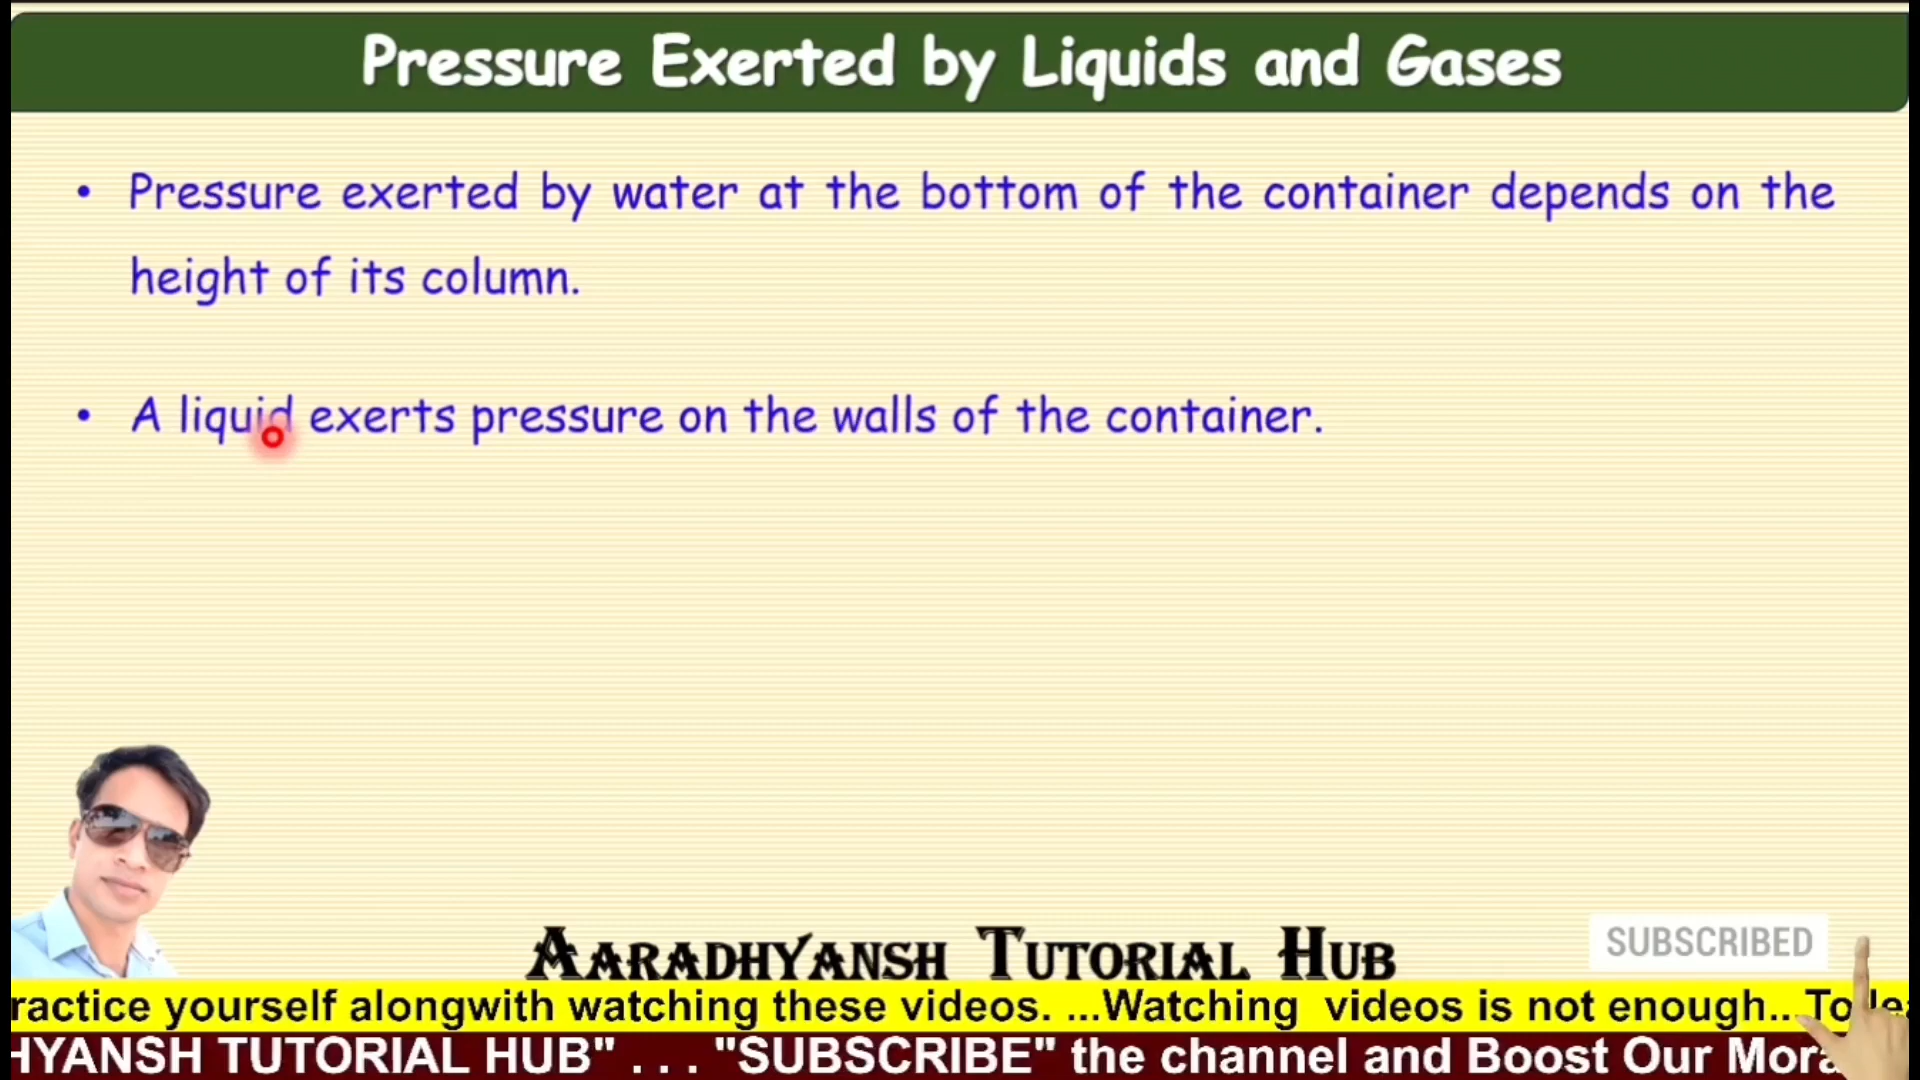 Pressure Exerted by Liquids and Gases
• Pressure exerted by water at the bottom of the container depends on the
height of its column.
• A liquid exerts pressure on the walls of the container.
AARADHYANSH TUTORIAL HUB
SUBSCRIBED
ractice yourself alongwith watching these videos. ...Watching videos is not enough...To
HYANSH TUTORIAL HUB" . . . "SUBSCRIBE" the channel and Boost Our Mora